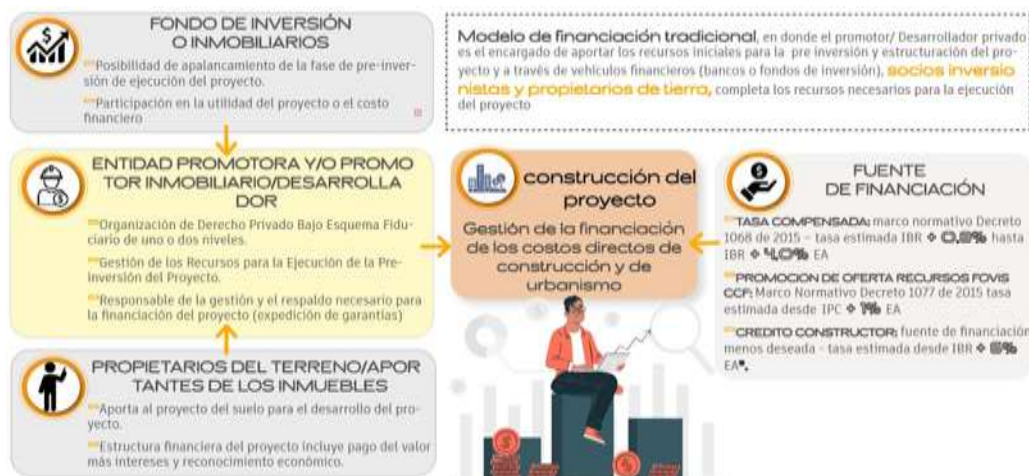 FONDO DE INVERSIÓN
O INMOBILIARIOS
Posibilidad de apalancamiento de la fase de pre-inver-
sión de ejecución del proyecto.
Participación en la utilidad del proyecto o el costo
financiero
Modelo de financiación tradicional, en donde el promotor/ Desarrollador privado
es el encargado de aportar los recursos iniciales para la pre inversión y estructuración del pro-
yecto y a través de vehículos financieros (bancos o fondos de inversión), socios inversio
nistas y propietarios de tierra, completa los recursos necesarios para la ejecución
del proyecto
ENTIDAD PROMOTORA Y/O PROMO
TOR INMOBILIARIO/DESARROLLA
DOR
Organización de Derecho Privado Bajo Esquema Fidu-
ciario de uno o dos niveles.
Gestión de los Recursos para la Ejecución de la Pre-
inversión del Proyecto.
Responsable de la gestión y el respaldo necesario para
la financiación del proyecto (expedición de garantías)
construcción del
proyecto
Gestión de la financiación
de los costos directos de
construcción y de
urbanismo
FUENTE
DE FINANCIACIÓN
TASA COMPENSADA: marco normativo Decreto
1068 de 2015 - tasa estimada IBR hasta
IBR EA
PROMOCION DE OFERTA RECURSOS FOVIS
CCF: Marco Normativo Decreto 1077 de 2015 tasa
estimada desde IPC 1% EA
CREDITO CONSTRUCTOR: fuente de financiación
menos deseada - tasa estimada desde IBR
EA
PROPIETARIOS DEL TERRENO/APOR
TANTES DE LOS INMUEBLES
Aporta al proyecto del suelo para el desarrollo del pro-
yecto.
Estructura financiera del proyecto incluye pago del valor
más intereses y reconocimiento económico.